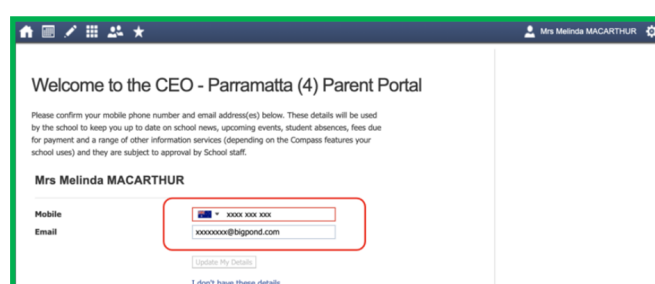 Mrs Melinda MACARTHUR
Welcome to the CEO - Parramatta (4) Parent Portal
Please confirm your mobile phone number and email address(es) below. These details will be used
by the school to keep you up to date on school news, upcoming events, student absences, fees due
for payment and a range of other information services (depending on the Compass features your
school uses) and they are subject to approval by School staff.
Mrs Melinda MACARTHUR
Mobile
xxxx xxx xxx
Email
xxxxxxxx@bigpond.com
Update My Details
I don't have these details